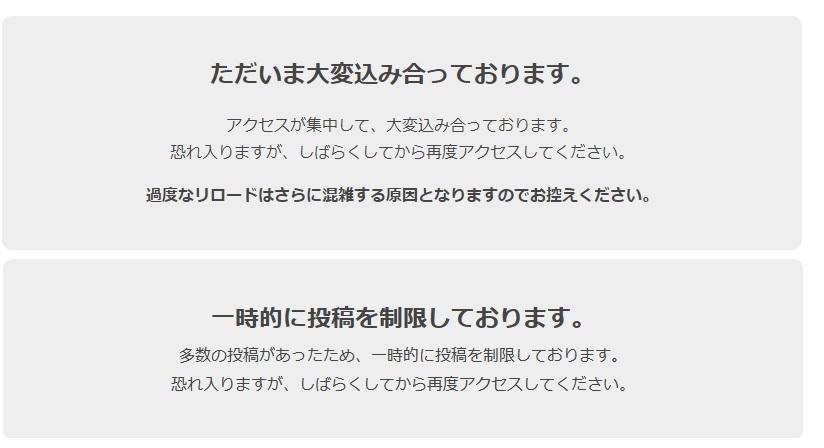 ただいま大変込み合っております。
アクセスが集中して、大変込み合っております。
恐れ入りますが、しばらくしてから再度アクセスしてください。
過度なリロードはさらに混雑する原因となりますのでお控えください。
一時的に投稿を制限しております。
多数の投稿があったため、一時的に投稿を制限しております。
恐れ入りますが、しばらくしてから再度アクセスしてください。